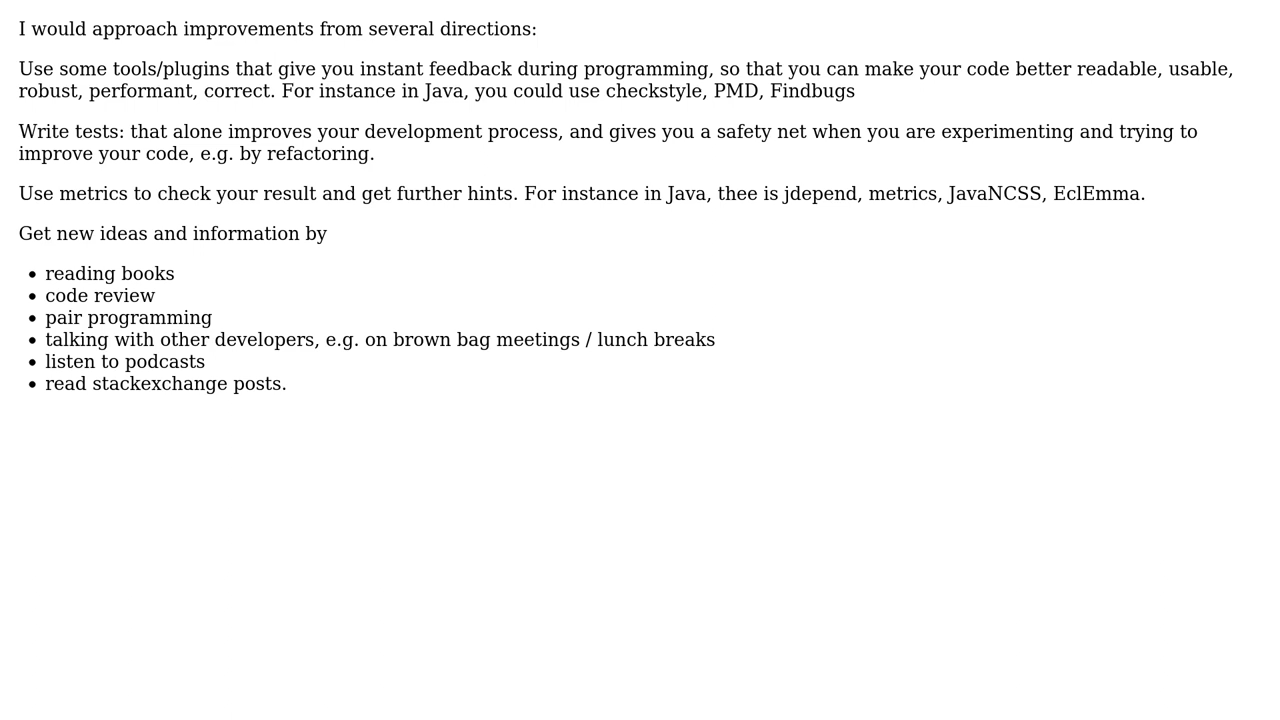 I would approach improvements from several directions:
Use some tools/plugins that give you instant feedback during programming, so that you can make your code better readable, usable,
robust, performant, correct. For instance in Java, you could use checkstyle, PMD, Findbugs
Write tests: that alone improves your development process, and gives you a safety net when you are experimenting and trying to
improve your code, e.g. by refactoring.
Use metrics to check your result and get further hints. For instance in Java, thee is jdepend, metrics, JavaNCSS, EclEmma.
Get new ideas and information by
• reading books
• code review
• pair programming
• talking with other developers, e.g. on brown bag meetings / lunch breaks
• listen to podcasts
• read stackexchange posts.